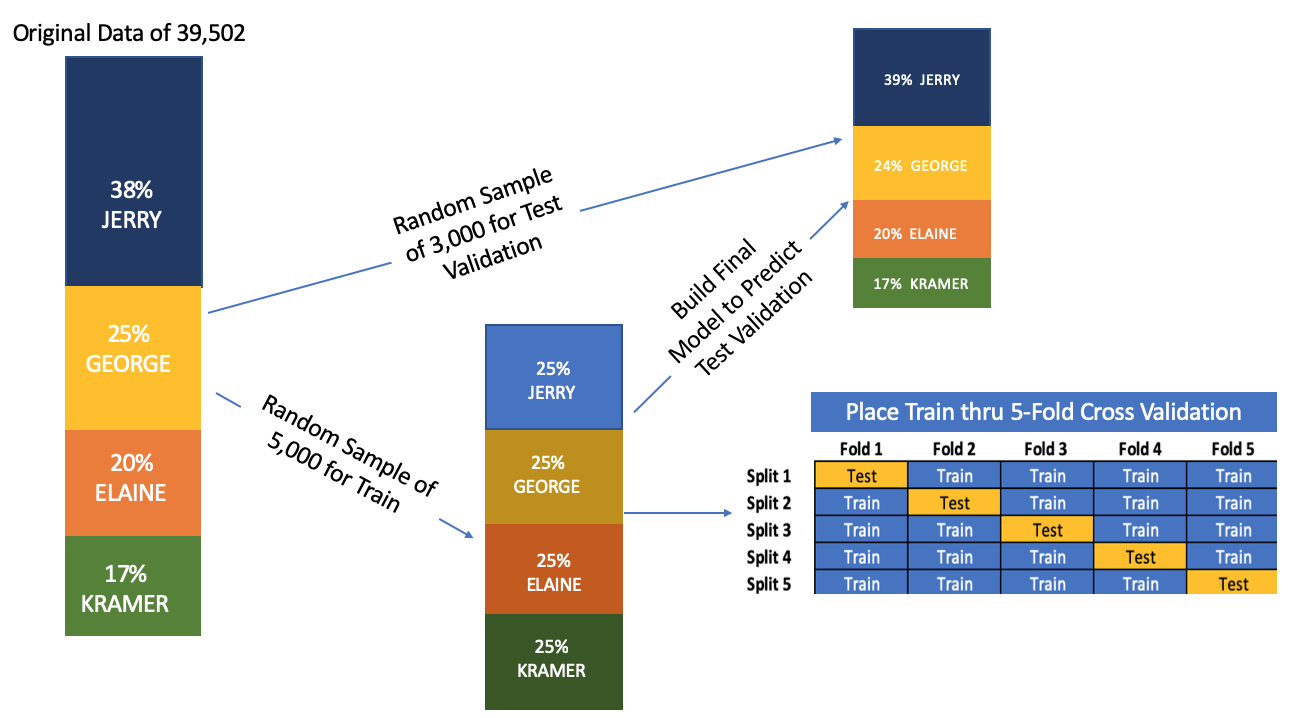 Original Data of 39,502
38%
JERRY
25%
GEORGE
20%
ELAINE
17%
KRAMER
Random Sample
of 3,000 for Test
Validation
Random Sample of
5,000 for Train
25%
JERRY
25%
GEORGE
25%
ELAINE
25%
KRAMER
Build Final
Model to Predict
Test Validation
39% JERRY
24% GEORGE
20% ELAINE
17% KRAMER
Place Train thru 5-Fold Cross Validation
Fold 1 Fold 2 Fold 3 Fold 4 Fold 5
Split 1 Test Train Train Train Train
Split 2 Train Test Train Train Train
Split 3 Train Train Test Train Train
Split 4 Train Train Train Test Train
Split 5 Train Train Train Train Test